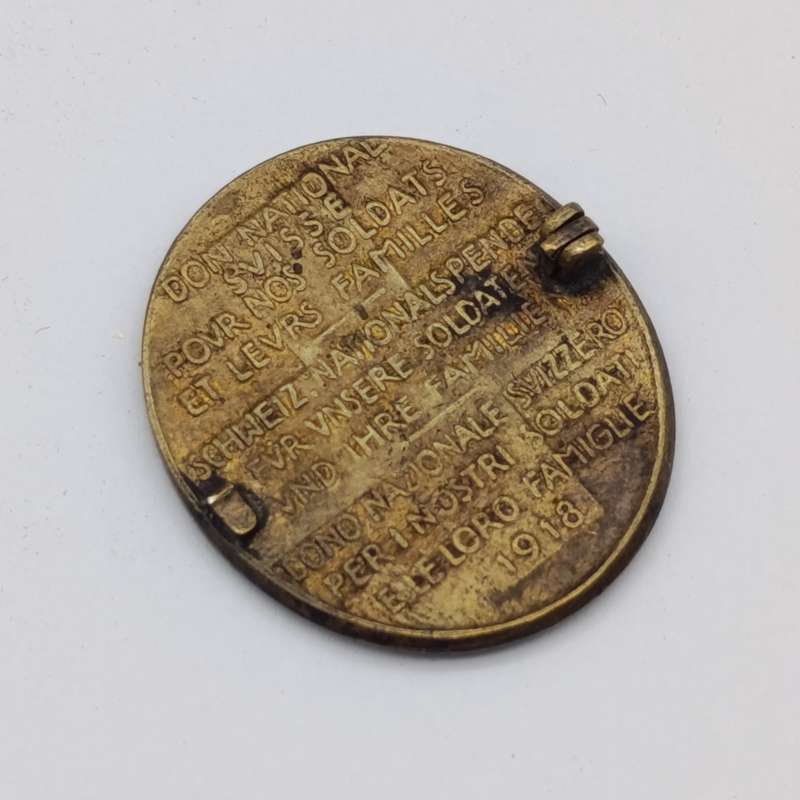 DON NATIONAL
SVISSE
POVR NOS SOLDATS
ET LEVRS FAMILLES
SCHWEIZ. NATIONALSPENDE
FVR VNSERE SOLDATEN
VND IHRE FAMILIEN
DONO NAZIONALE SVIZZERO
PER I NOSTRI SOLDATI
E LE LORO FAMIGLIE
1918